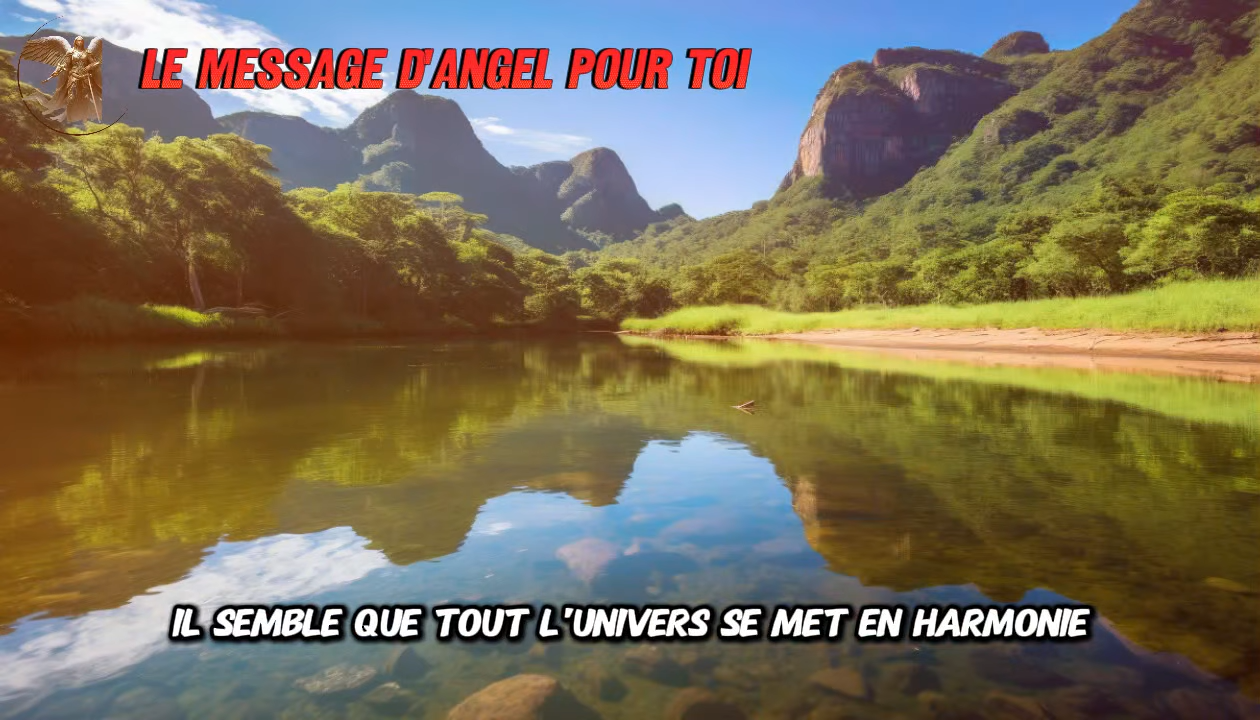 LE MESSAGE D'ANGEL POUR TOI
IL SEMBLE QUE TOUT L'UNIVERS SE MET EN HARMONIE